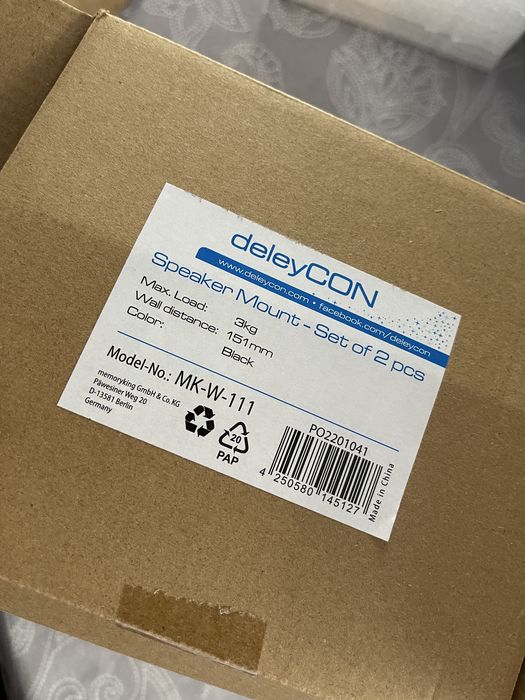 deleyCON
www.deleycon.com • facebook.com/deleycon
Speaker Mount - Set of 2 pcs
Max. Load: 3kg
Wall distance: 151mm
Color: Black
Model-No.: MK-W-111
memoryking GmbH & Co. KG
Päwesiner Weg 20
D-13581 Berlin
Germany
20
PAP
PO2201041
4 250580 145127
Made in China